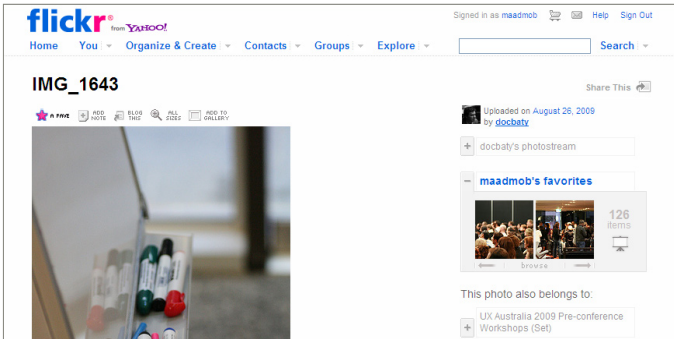 flickr® from YAHOO!
Signed in as maadmob Help Sign Out
Home You Organize & Create Contacts Groups Explore Search
IMG_1643
Share This
A FAVE ADD NOTE BLOG THIS ALL SIZES ADD TO GALLERY
Uploaded on August 26, 2009
by docbaty
docbaty's photostream
maadmob's favorites
126
items
browse
This photo also belongs to:
UX Australia 2009 Pre-conference
Workshops (Set)